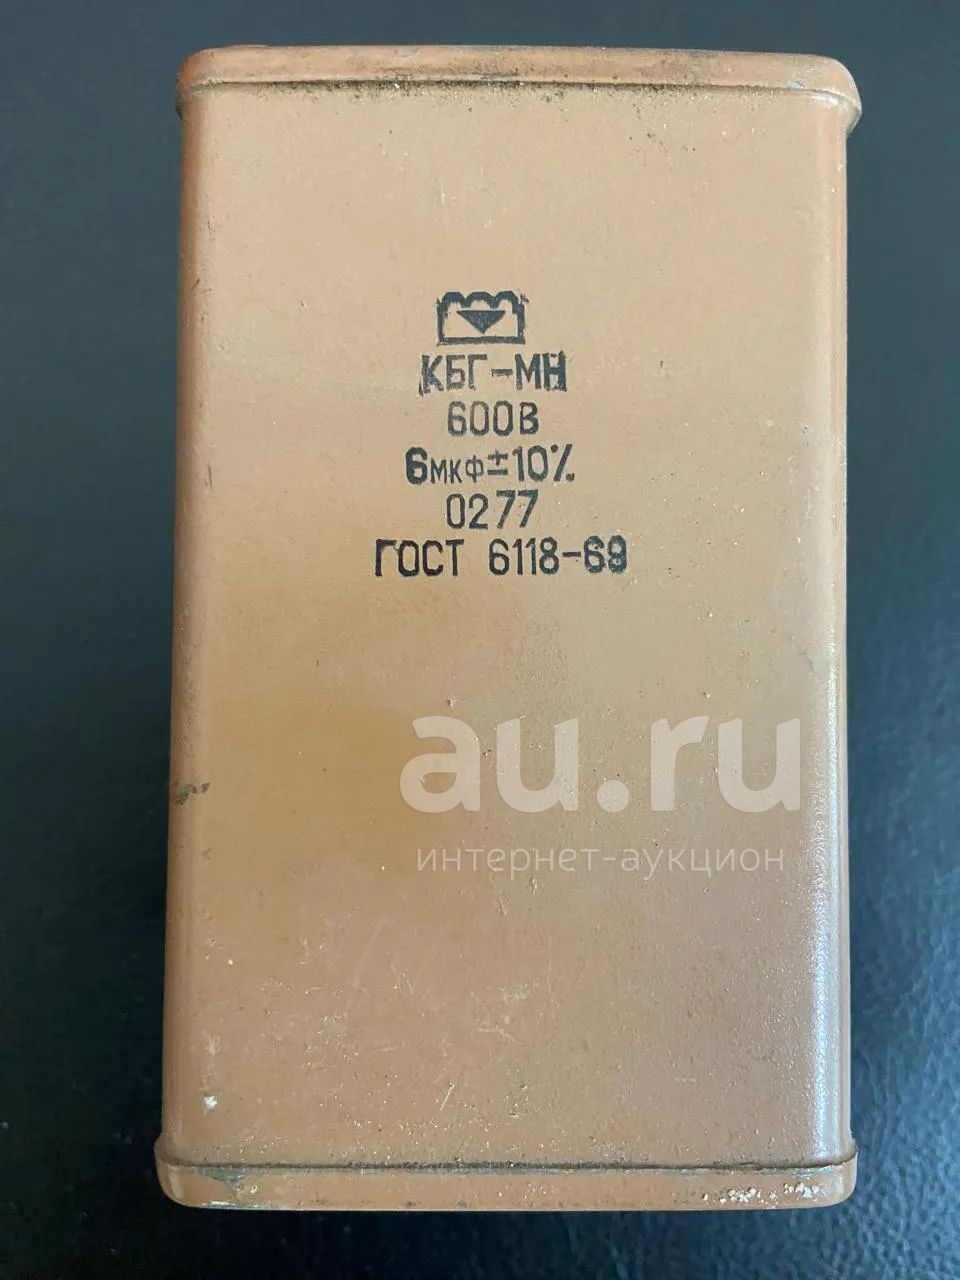 КБГ-МН
600В
6мкФ±10%
0277
ГОСТ 6118-69
au.ru
интернет-аукцион